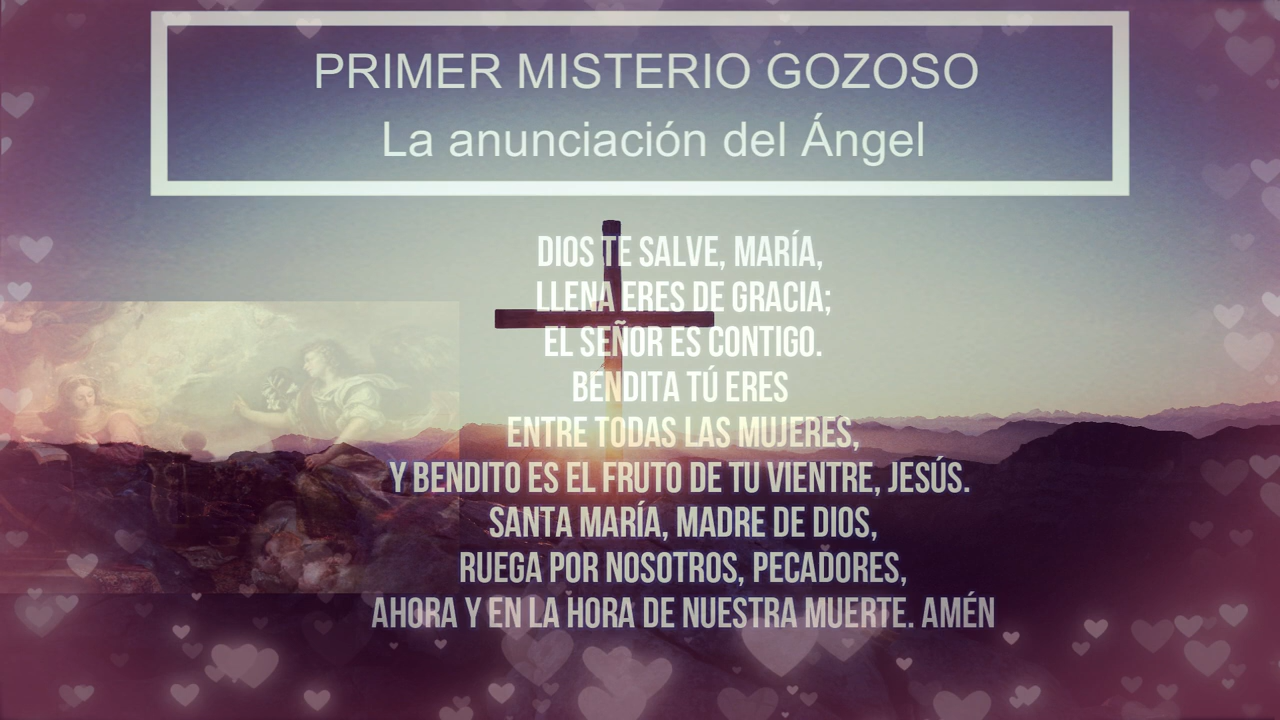 PRIMER MISTERIO GOZOSO
La anunciación del Ángel
DIOS TE SALVE, MARÍA,
LLENA ERES DE GRACIA;
EL SEÑOR ES CONTIGO.
BENDITA TÚ ERES
ENTRE TODAS LAS MUJERES,
Y BENDITO ES EL FRUTO DE TU VIENTRE, JESÚS.
SANTA MARÍA, MADRE DE DIOS,
RUEGA POR NOSOTROS, PECADORES,
AHORA Y EN LA HORA DE NUESTRA MUERTE. AMÉN